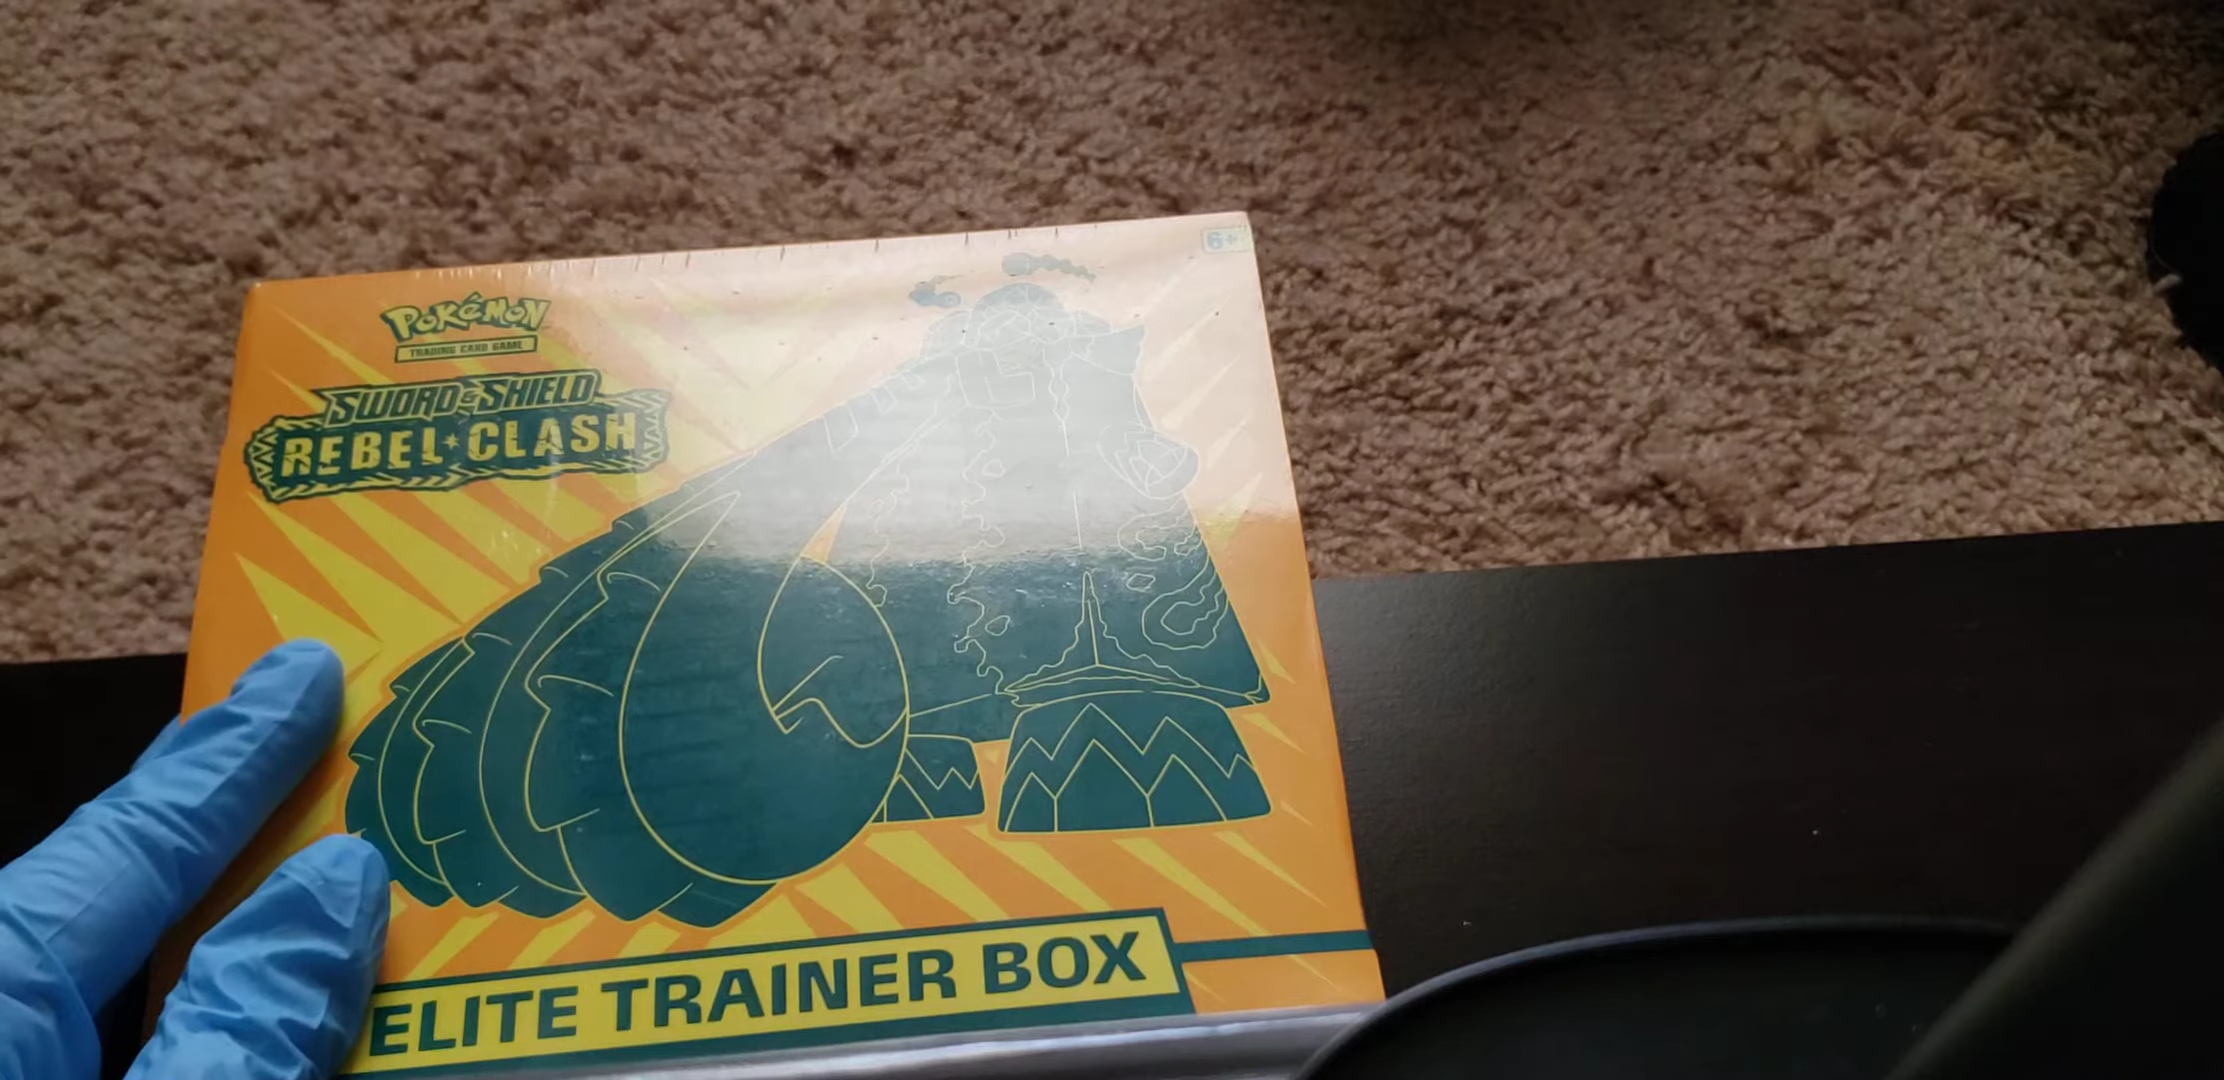 POKéMON
TRADING CARD GAME
SWORD & SHIELD
REBEL CLASH
6+
ELITE TRAINER BOX